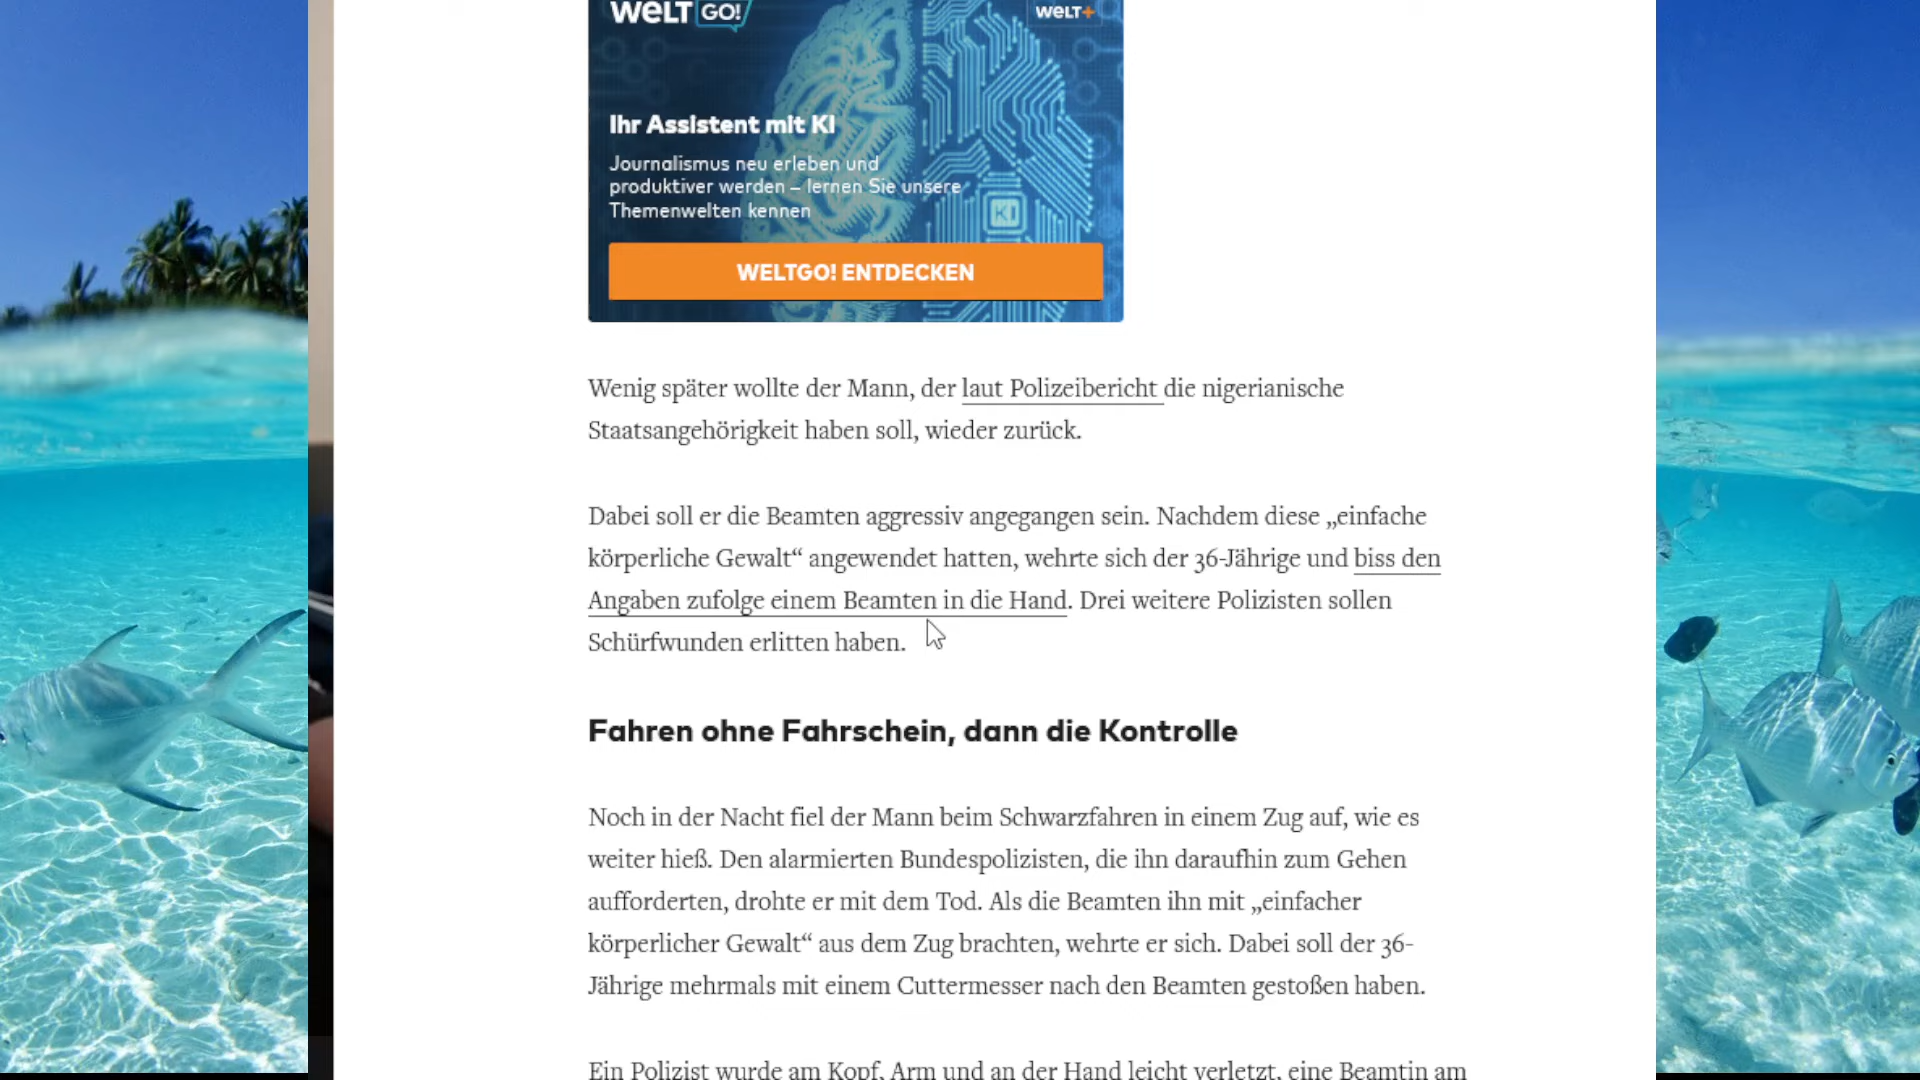 WELT GO!
WELT+
Ihr Assistent mit KI
Journalismus neu erleben und
produktiver werden – lernen Sie unsere
Themenwelten kennen
KI
WELTGO! ENTDECKEN
Wenig später wollte der Mann, der laut Polizeibericht die nigerianische
Staatsangehörigkeit haben soll, wieder zurück.
Dabei soll er die Beamten aggressiv angegangen sein. Nachdem diese „einfache
körperliche Gewalt“ angewendet hatten, wehrte sich der 36-Jährige und biss den
Angaben zufolge einem Beamten in die Hand. Drei weitere Polizisten sollen
Schürfwunden erlitten haben.
Fahren ohne Fahrschein, dann die Kontrolle
Noch in der Nacht fiel der Mann beim Schwarzfahren in einem Zug auf, wie es
weiter hieß. Den alarmierten Bundespolizisten, die ihn daraufhin zum Gehen
aufforderten, drohte er mit dem Tod. Als die Beamten ihn mit „einfacher
körperlicher Gewalt“ aus dem Zug brachten, wehrte er sich. Dabei soll der 36-
Jährige mehrmals mit einem Cuttermesser nach den Beamten gestoßen haben.
Ein Polizist wurde am Kopf, Arm und an der Hand leicht verletzt, eine Beamtin am